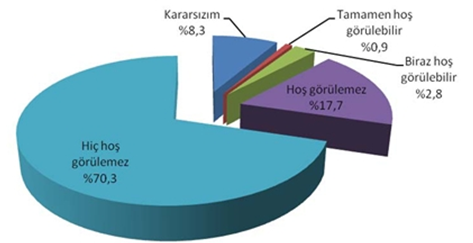 Kararsızım
%8,3
Tamamen hoş
görülebilir
%0,9
Biraz hoş
görülebilir
%2,8
Hoş görülemez
%17,7
Hiç hoş
görülemez
%70,3